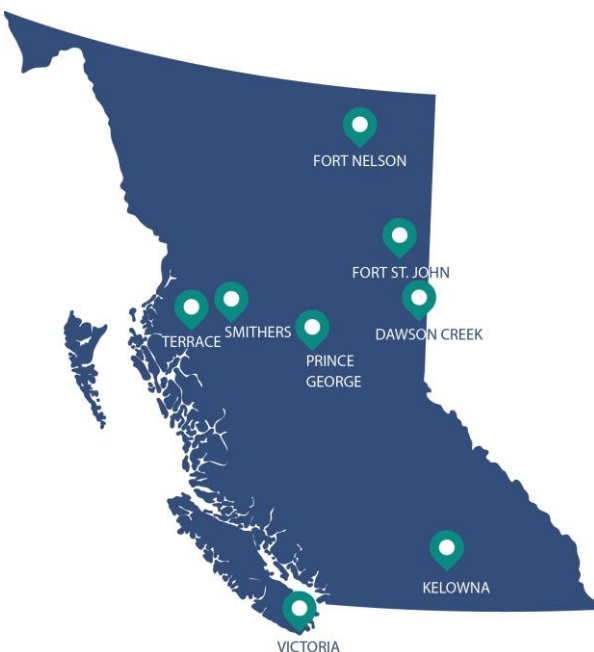 FORT NELSON
FORT ST. JOHN
TERRACE
SMITHERS
DAWSON CREEK
PRINCE
GEORGE
KELOWNA
VICTORIA